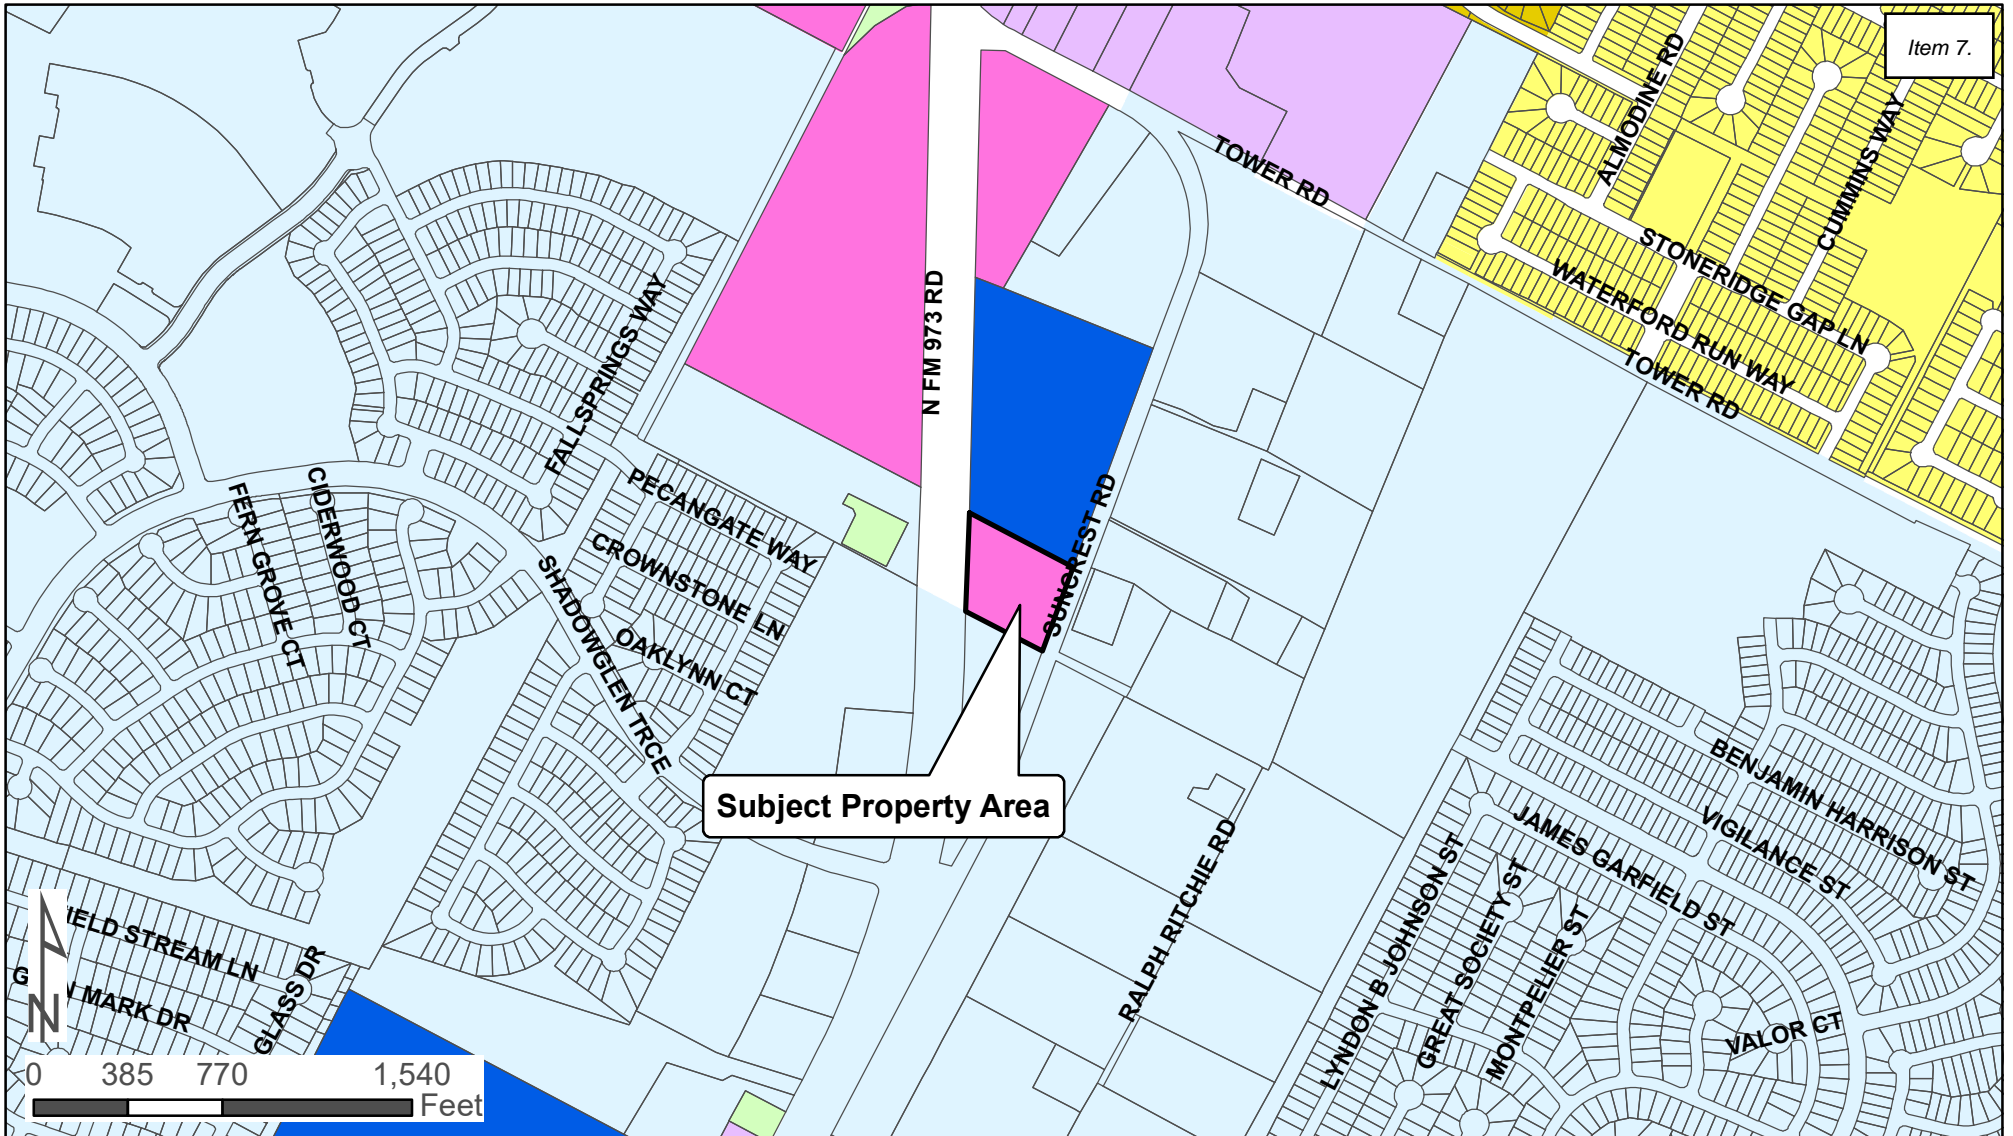 Item 7.
ALMODINE RD
CUMMINS WAY
TOWER RD
STONERIDGE GAP LN
WATERFORD RUN WAY
TOWER RD
N FM 973 RD
FALLSPRINGS WAY
PECANGATE WAY
CIDERWOOD CT
FERN GROVE CT
CROWNSTONE LN
SUNCREST RD
SHADOWGLEN TRCE
OAKLYNN CT
Subject Property Area
BENJAMIN HARRISON ST
VIGILANCE ST
JAMES GARFIELD ST
RALPH RITCHIE RD
LYNDON B JOHNSON ST
GREAT SOCIETY ST
MONTPELIER ST
VALOR CT
STREAM LN
MARK DR
GLASS DR
N
0 385 770 1,540
Feet